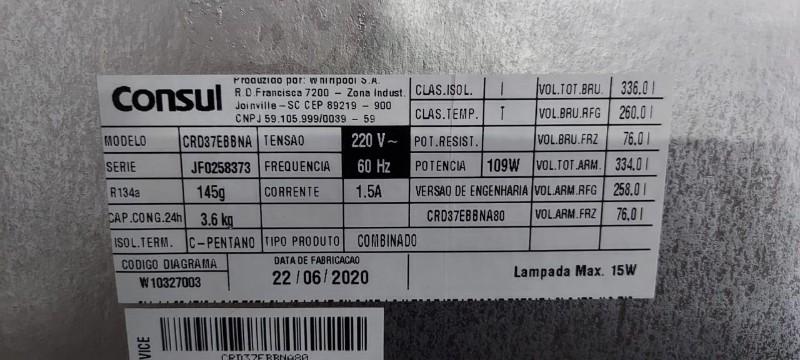 Consul
Produzido por: Whirlpool S.A.
R.D.Francisca 7200 - Zona Indust.
Joinville - SC CEP 89219 - 900
CNPJ 59.105.999/0039 - 59
CLAS.ISOL. I VOL.TOT.BRU. 336.0 l
CLAS.TEMP. T VOL.BRU.RFG 260.0 l
MODELO CRD37EBBNA TENSAO 220 V~ POT.RESIST. VOL.BRU.FRZ 76.0 l
SERIE JF0258373 FREQUENCIA 60 Hz POTENCIA 109W VOL.TOT.ARM. 334.0 l
R134a 145g CORRENTE 1.5A VERSAO DE ENGENHARIA VOL.ARM.RFG 258.0 l
CAP.CONG.24h 3.6 kg CRD37EBBNA80 VOL.ARM.FRZ 76.0 l
ISOL.TERM. C-PENTANO TIPO PRODUTO COMBINADO
CODIGO DIAGRAMA
W10327003
DATA DE FABRICACAO
22/06/2020
Lampada Max. 15W
VICE
CRD37EBBNA80